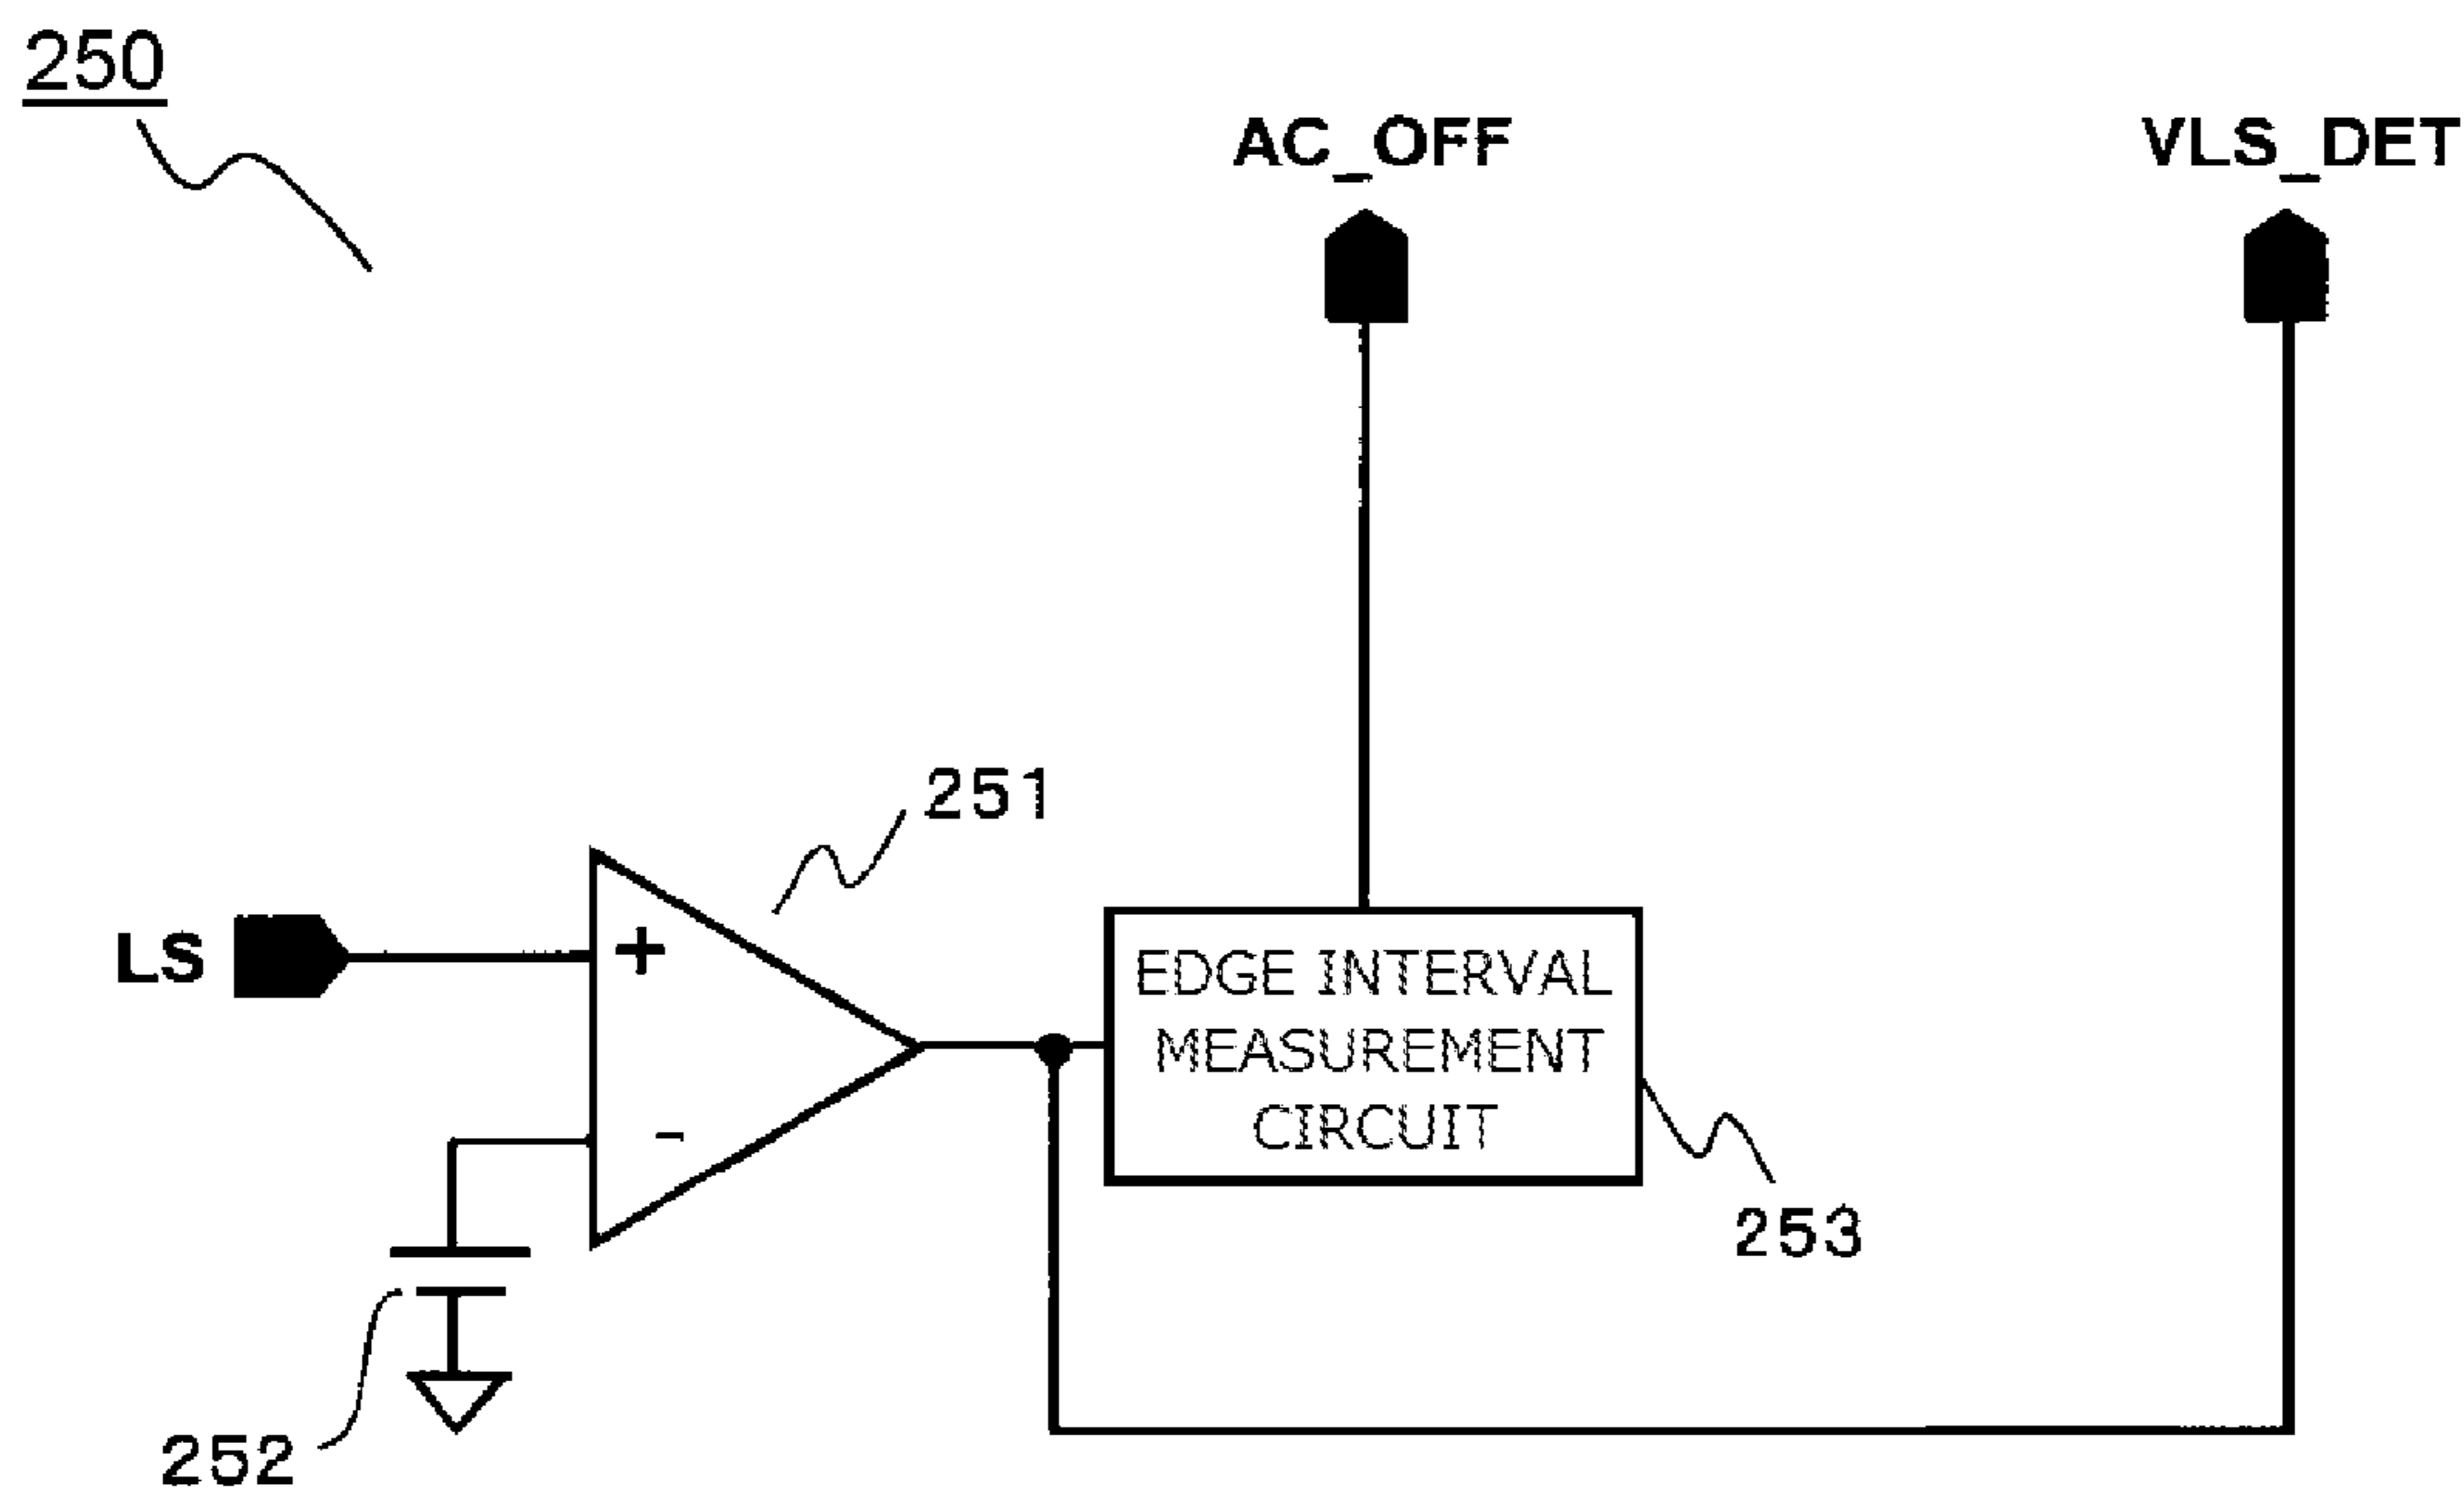 250
AC_OFF
VLS_DET
251
LS
+
EDGE INTERVAL
MEASUREMENT
CIRCUIT
-
253
252